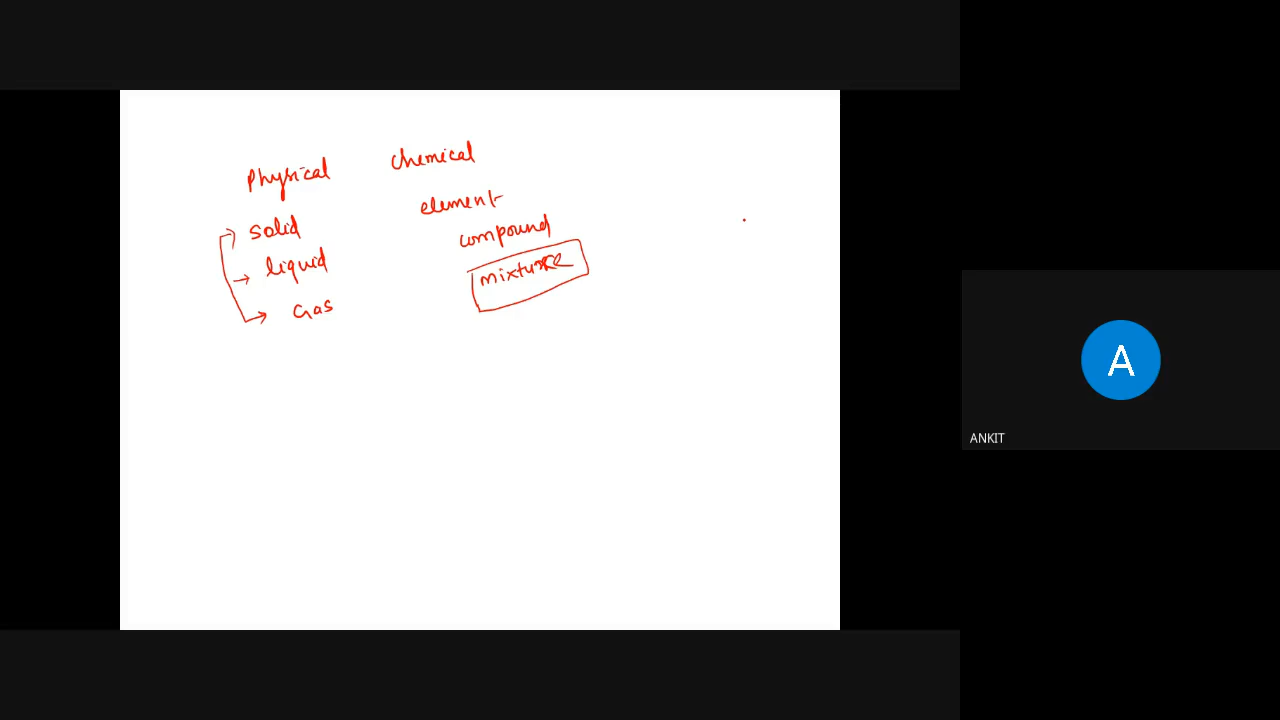 Physical
Chemical
solid
liquid
Gas
element
compound
mixture
A
ANKIT